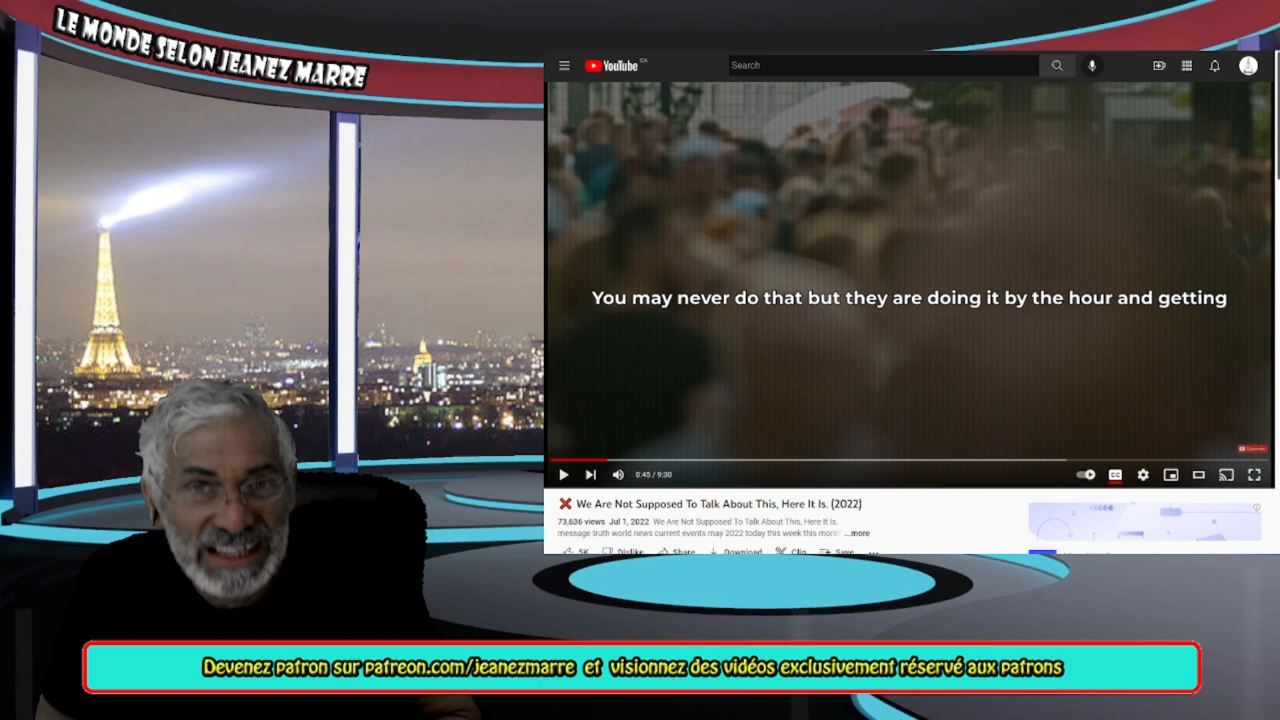 LE MONDE SELON JEANEZ MARRE
YouTube CA
Search
You may never do that but they are doing it by the hour and getting
Subscribe
0:45 / 9:30
CC
❌ We Are Not Supposed To Talk About This, Here It Is. (2022)
73,636 views Jul 1, 2022 We Are Not Supposed To Talk About This, Here It Is.
message truth world news current events may 2022 today this week this month ...more
5K Dislike Share Download Clip Save ...
Devenez patron sur patreon.com/jeanezmarre et visionnez des vidéos exclusivement réservé aux patrons